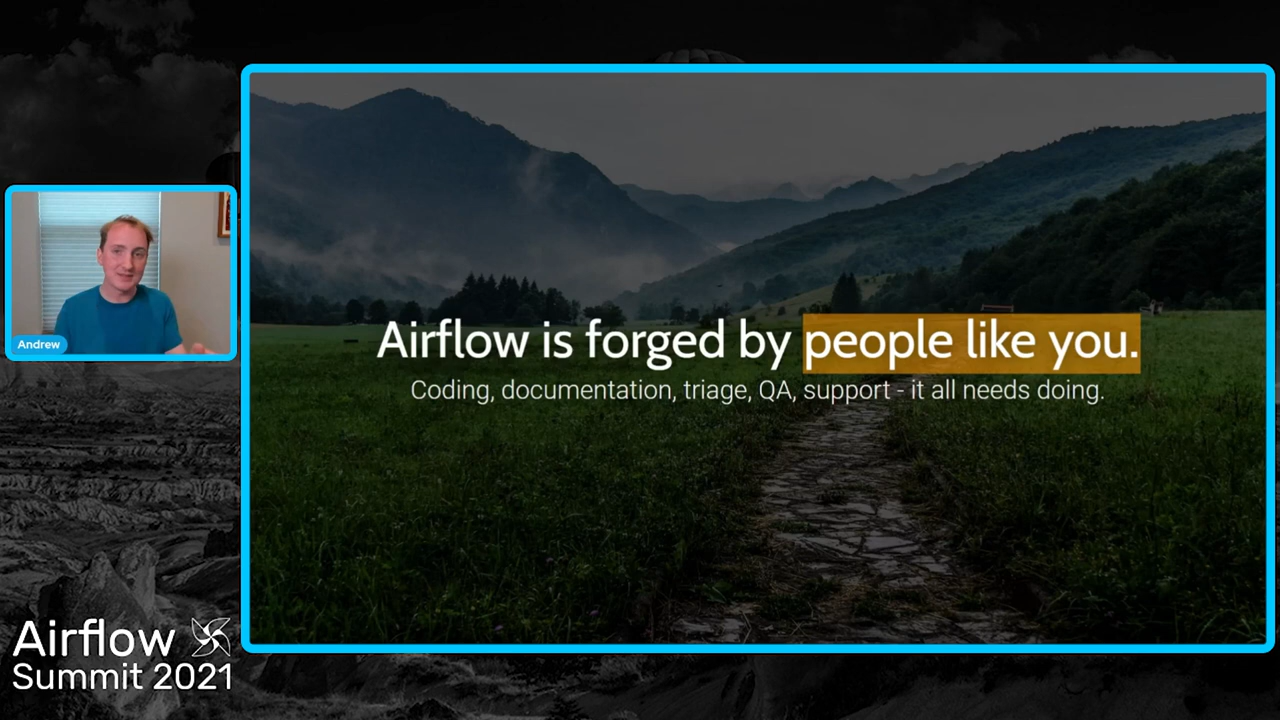 Airflow is forged by people like you.
Coding, documentation, triage, QA, support - it all needs doing.
Andrew
Airflow
Summit 2021